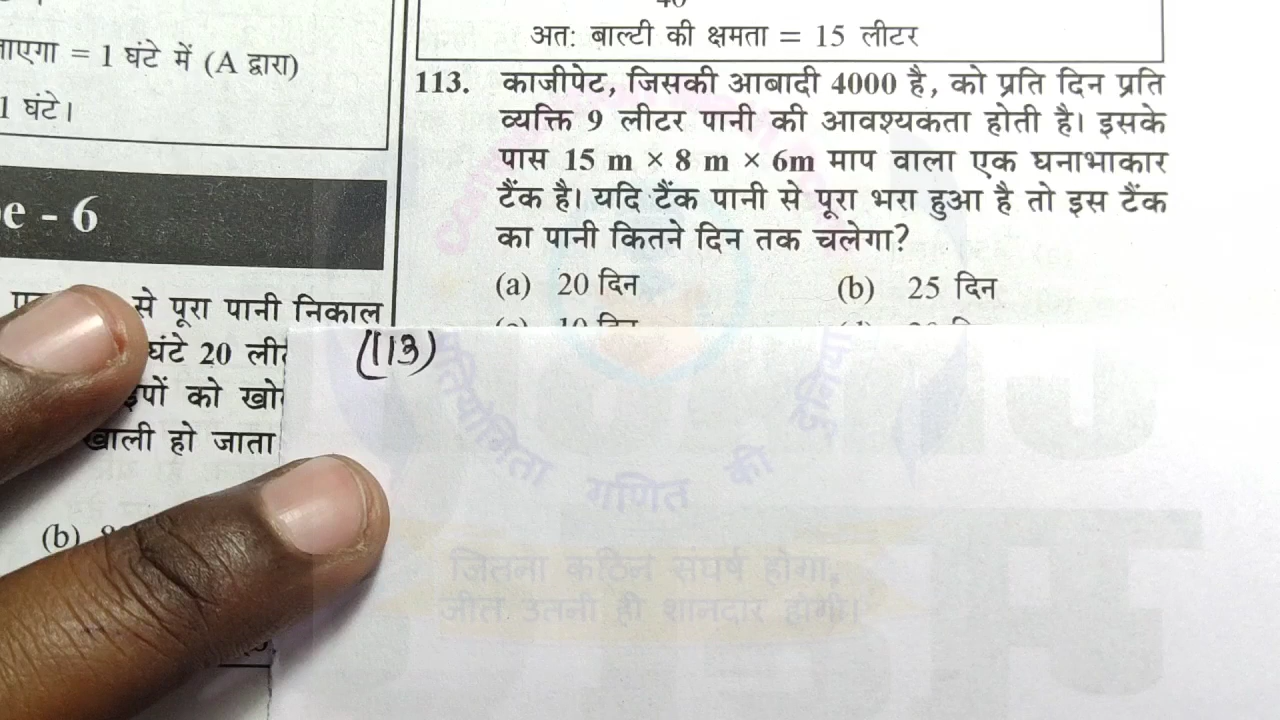 जाएगा = 1 घंटे में (A द्वारा)
1 घंटे।
e - 6
से पूरा पानी निकाल
घंटे 20
को
खाली हो जाता
(b)
अतः बाल्टी की क्षमता = 15 लीटर
113. काजीपेट, जिसकी आबादी 4000 है, को प्रति दिन प्रति
व्यक्ति 9 लीटर पानी की आवश्यकता होती है। इसके
पास 15 m × 8 m × 6m माप वाला एक घनाभाकार
टैंक है। यदि टैंक पानी से पूरा भरा हुआ है तो इस टैंक
का पानी कितने दिन तक चलेगा?
(a) 20 दिन (b) 25 दिन
(113)
प्रतियोगिता गणित की दुनिया
जितना कठिन संघर्ष होगा,
जीत उतनी ही शानदार होगी।